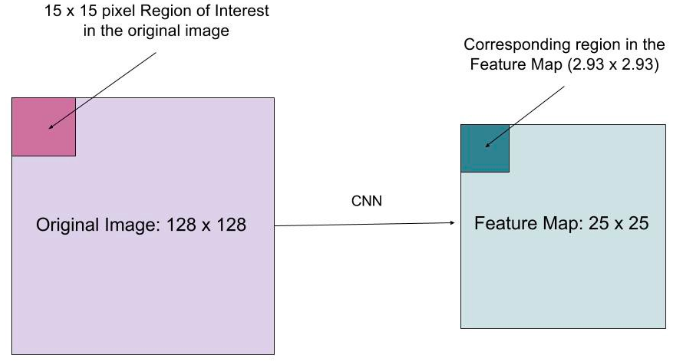 15 x 15 pixel Region of Interest
in the original image
Corresponding region in the
Feature Map (2.93 x 2.93)
Original Image: 128 x 128
CNN
Feature Map: 25 x 25